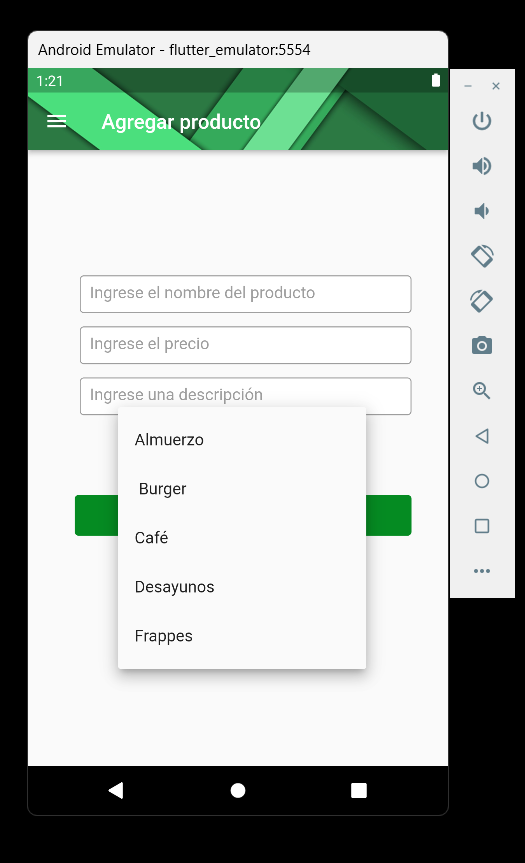 Android Emulator - flutter_emulator:5554
1:21
Agregar producto
Ingrese el nombre del producto
Ingrese el precio
Ingrese una descripción
Almuerzo
Burger
Café
Desayunos
Frappes